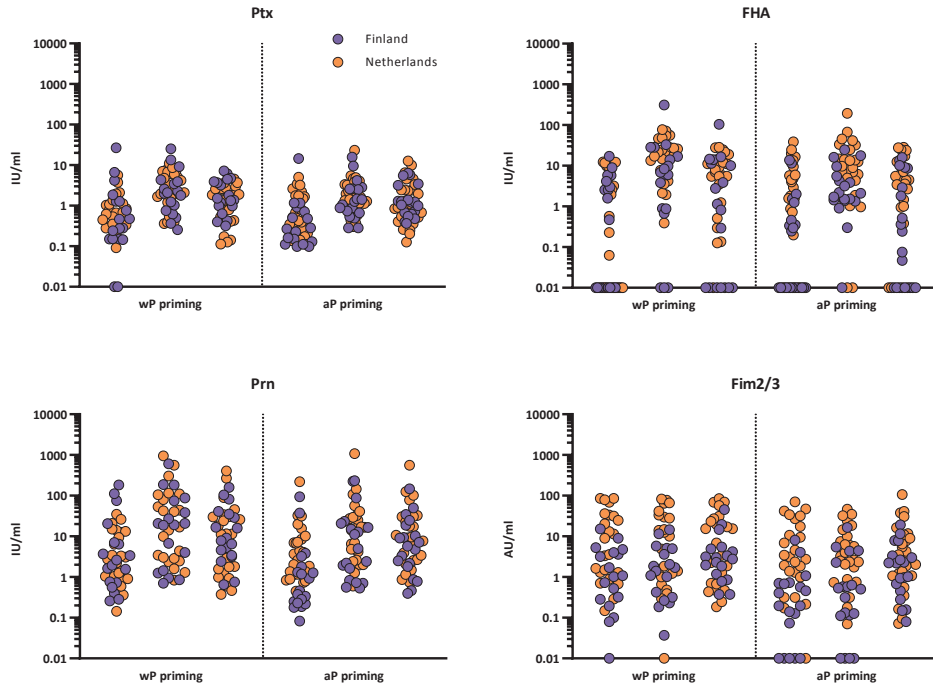 Ptx
FHA
Finland
Netherlands
10000
1000
100
10
1
0.1
0.01
IU/ml
wP priming
aP priming
10000
1000
100
10
1
0.1
0.01
IU/ml
wP priming
aP priming
Prn
Fim2/3
10000
1000
100
10
1
0.1
0.01
IU/ml
wP priming
aP priming
10000
1000
100
10
1
0.1
0.01
AU/ml
wP priming
aP priming